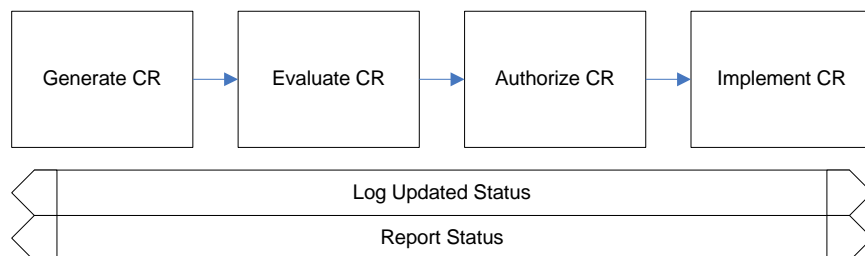 Generate CR
Evaluate CR
Authorize CR
Implement CR
Log Updated Status
Report Status